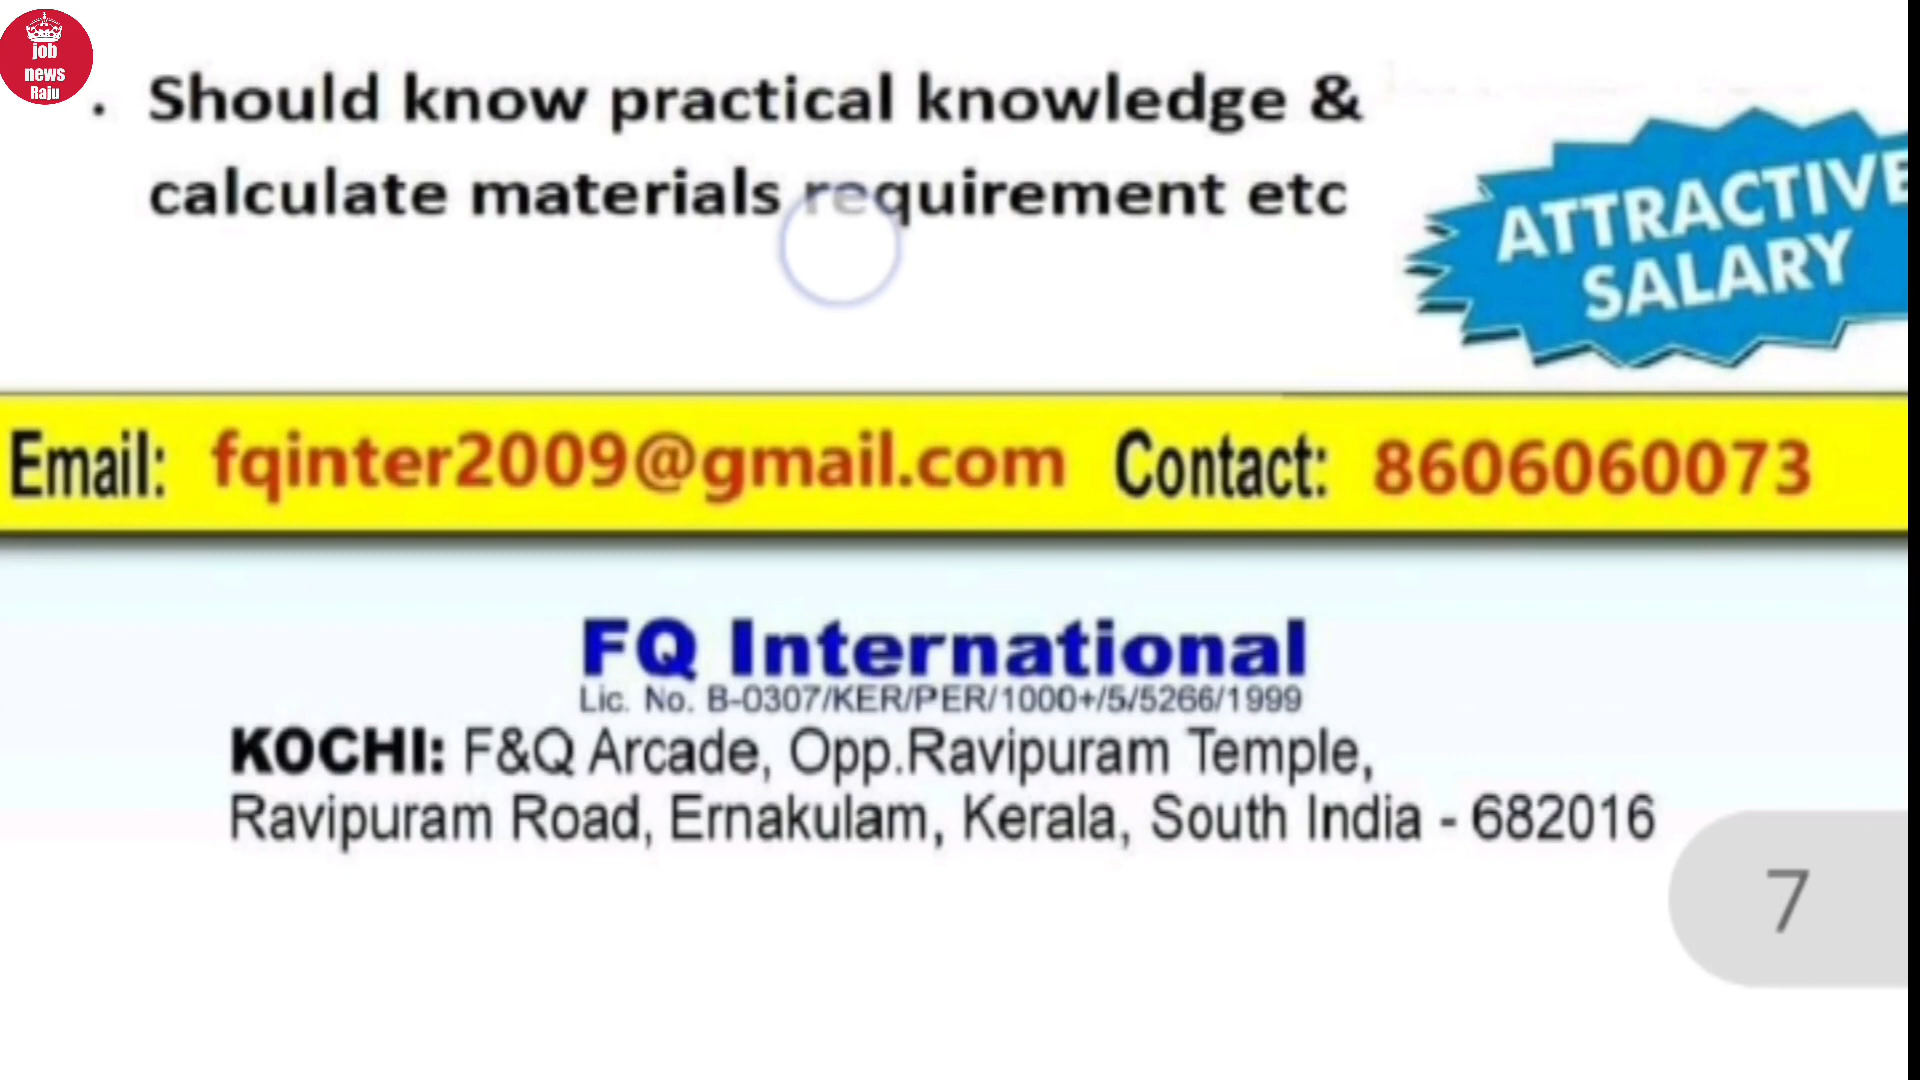 job
news
Raju
. Should know practical knowledge &
calculate materials requirement etc
ATTRACTIVE
SALARY
Email: fqinter2009@gmail.com Contact: 8606060073
FQ International
Lic. No. B-0307/KER/PER/1000+/5/5266/1999
KOCHI: F&Q Arcade, Opp.Ravipuram Temple,
Ravipuram Road, Ernakulam, Kerala, South India - 682016
7